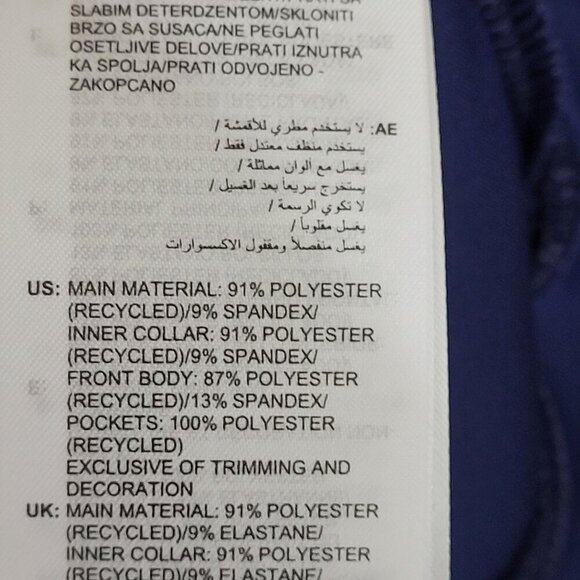 SLABIM DETERDZENTOM/SKLONITI
BRZO SA SUSACA/NE PEGLATI
OSETLJIVE DELOVE/PRATI IZNUTRA
KA SPOLJA/PRATI ODVOJENO -
ZAKOPCANO
AE: لا يستخدم مطري للأقمشة /
يستخدم منظف معتدل فقط /
يغسل مع ألوان مماثلة /
يستخرج سريعاً بعد الغسيل /
لا تكوي الرسمة /
يغسل مقلوباً /
يغسل منفصلاً ومقفول الاكسسوارات
US: MAIN MATERIAL: 91% POLYESTER
(RECYCLED)/9% SPANDEX/
INNER COLLAR: 91% POLYESTER
(RECYCLED)/9% SPANDEX/
FRONT BODY: 87% POLYESTER
(RECYCLED)/13% SPANDEX/
POCKETS: 100% POLYESTER
(RECYCLED)
EXCLUSIVE OF TRIMMING AND
DECORATION
UK: MAIN MATERIAL: 91% POLYESTER
(RECYCLED)/9% ELASTANE/
INNER COLLAR: 91% POLYESTER
(RECYCLED)/9% ELASTANE/